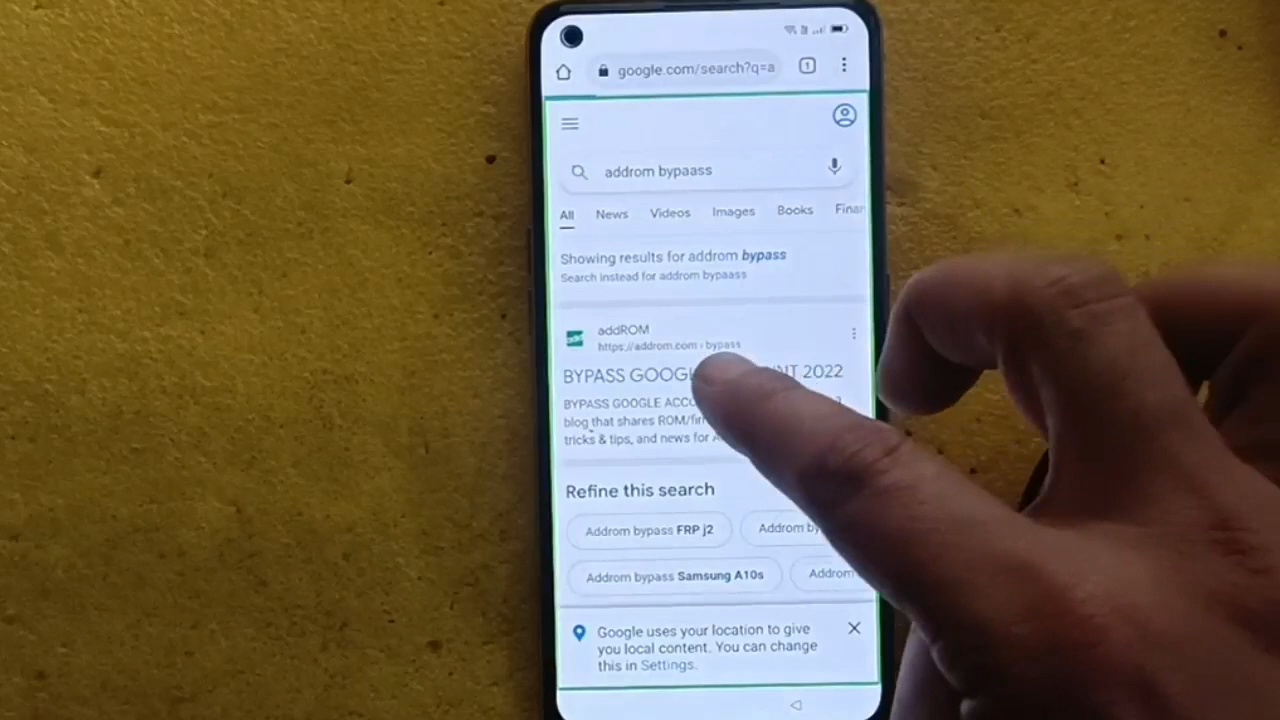 google.com/search?q=a
1
addrom bypaass
All News Videos Images Books Finan
Showing results for addrom bypass
Search instead for addrom bypaass
addROM
https://addrom.com › bypass
BYPASS GOOGL NT 2022
BYPASS GOOGLE ACCO
blog that shares ROM/fir
tricks & tips, and news for A
Refine this search
Addrom bypass FRP j2
Addrom by
Addrom bypass Samsung A10s
Addrom
Google uses your location to give
you local content. You can change
this in Settings.